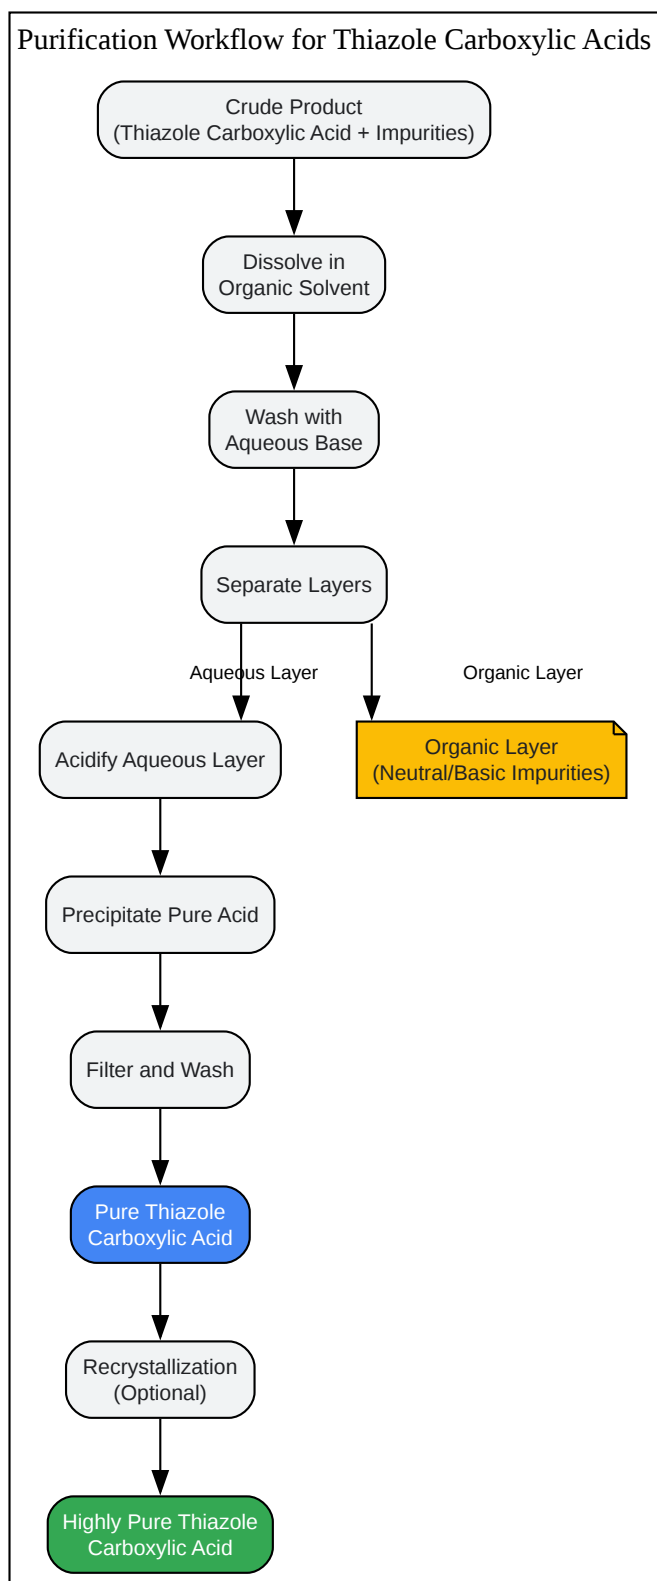 Purification Workflow for Thiazole Carboxylic Acids
Crude Product
(Thiazole Carboxylic Acid + Impurities)
Dissolve in
Organic Solvent
Wash with
Aqueous Base
Separate Layers
Aqueous Layer
Organic Layer
Acidify Aqueous Layer
Organic Layer
(Neutral/Basic Impurities)
Precipitate Pure Acid
Filter and Wash
Pure Thiazole
Carboxylic Acid
Recrystallization
(Optional)
Highly Pure Thiazole
Carboxylic Acid